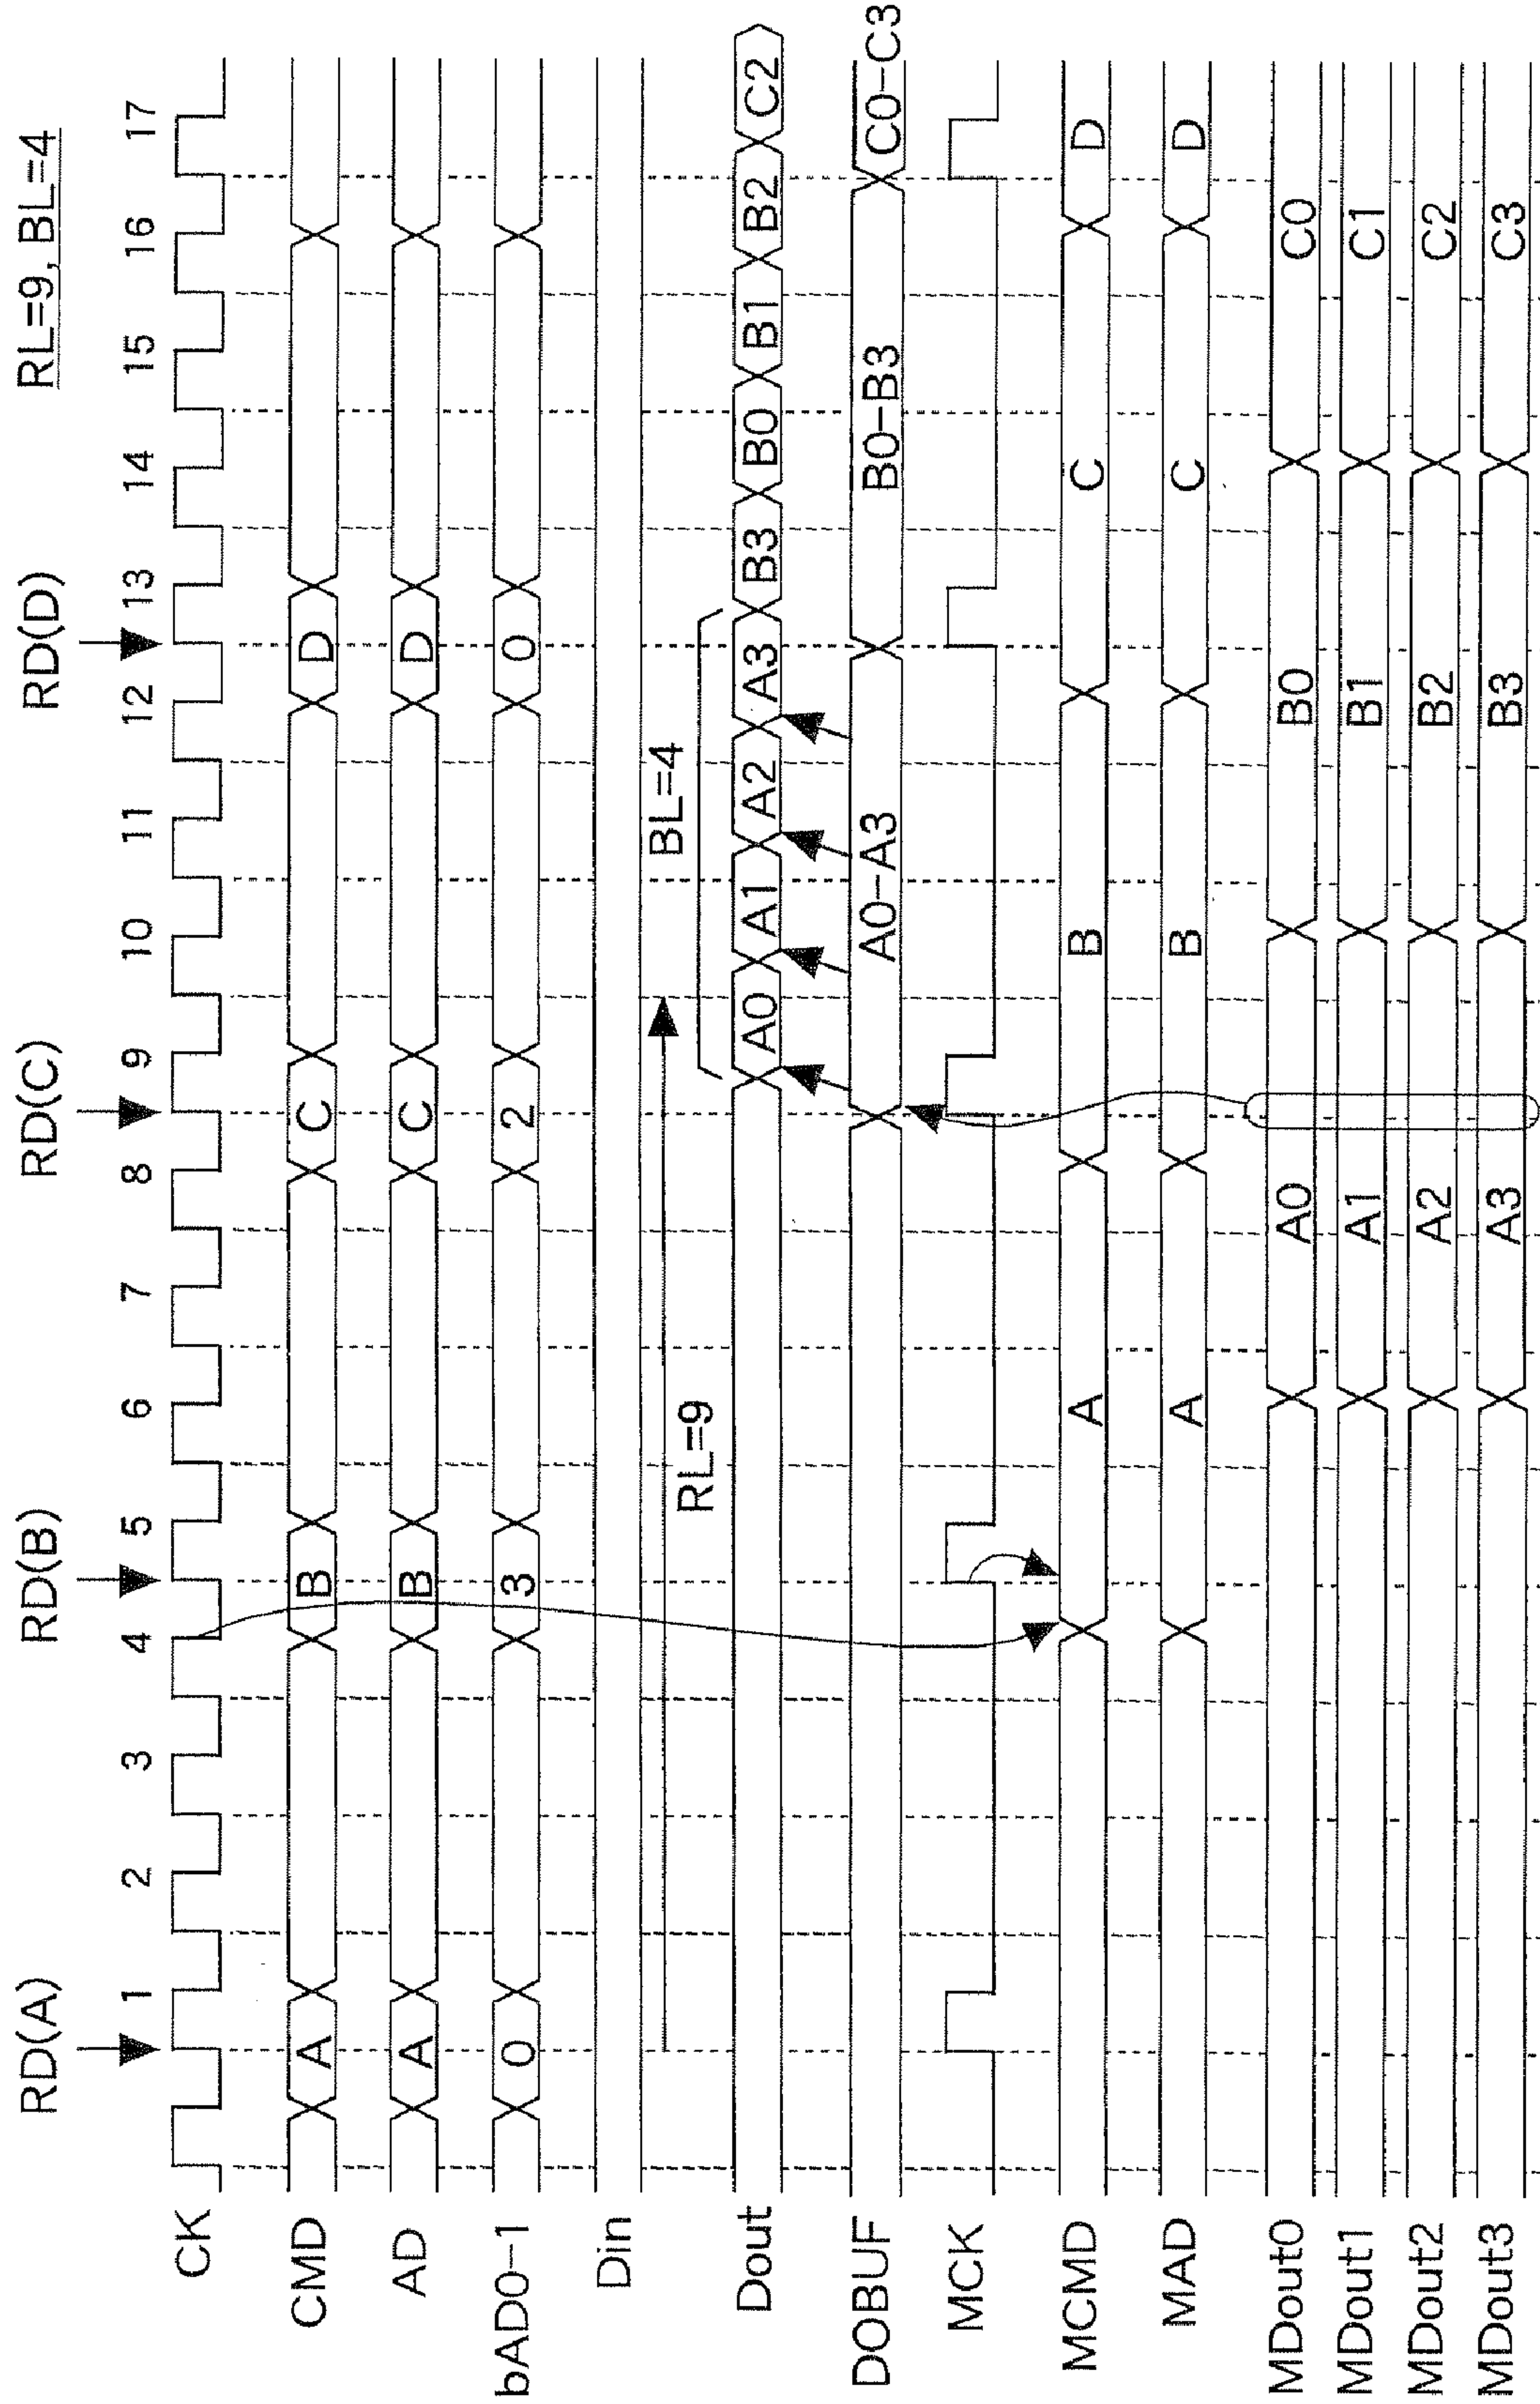 RL=9, BL=4
RD(A) RD(B) RD(C) RD(D)
1 2 3 4 5 6 7 8 9 10 11 12 13 14 15 16 17
CK
CMD A B C D
AD A B C D
bAD0-1 0 3 2 0
Din
RL=9 BL=4
Dout A0 A1 A2 A3 B3 B0 B1 B2 C2
DOBUF A0-A3 B0-B3 C0-C3
MCK
MCMD A B C D
MAD A B C D
MDout0 A0 B0 C0
MDout1 A1 B1 C1
MDout2 A2 B2 C2
MDout3 A3 B3 C3